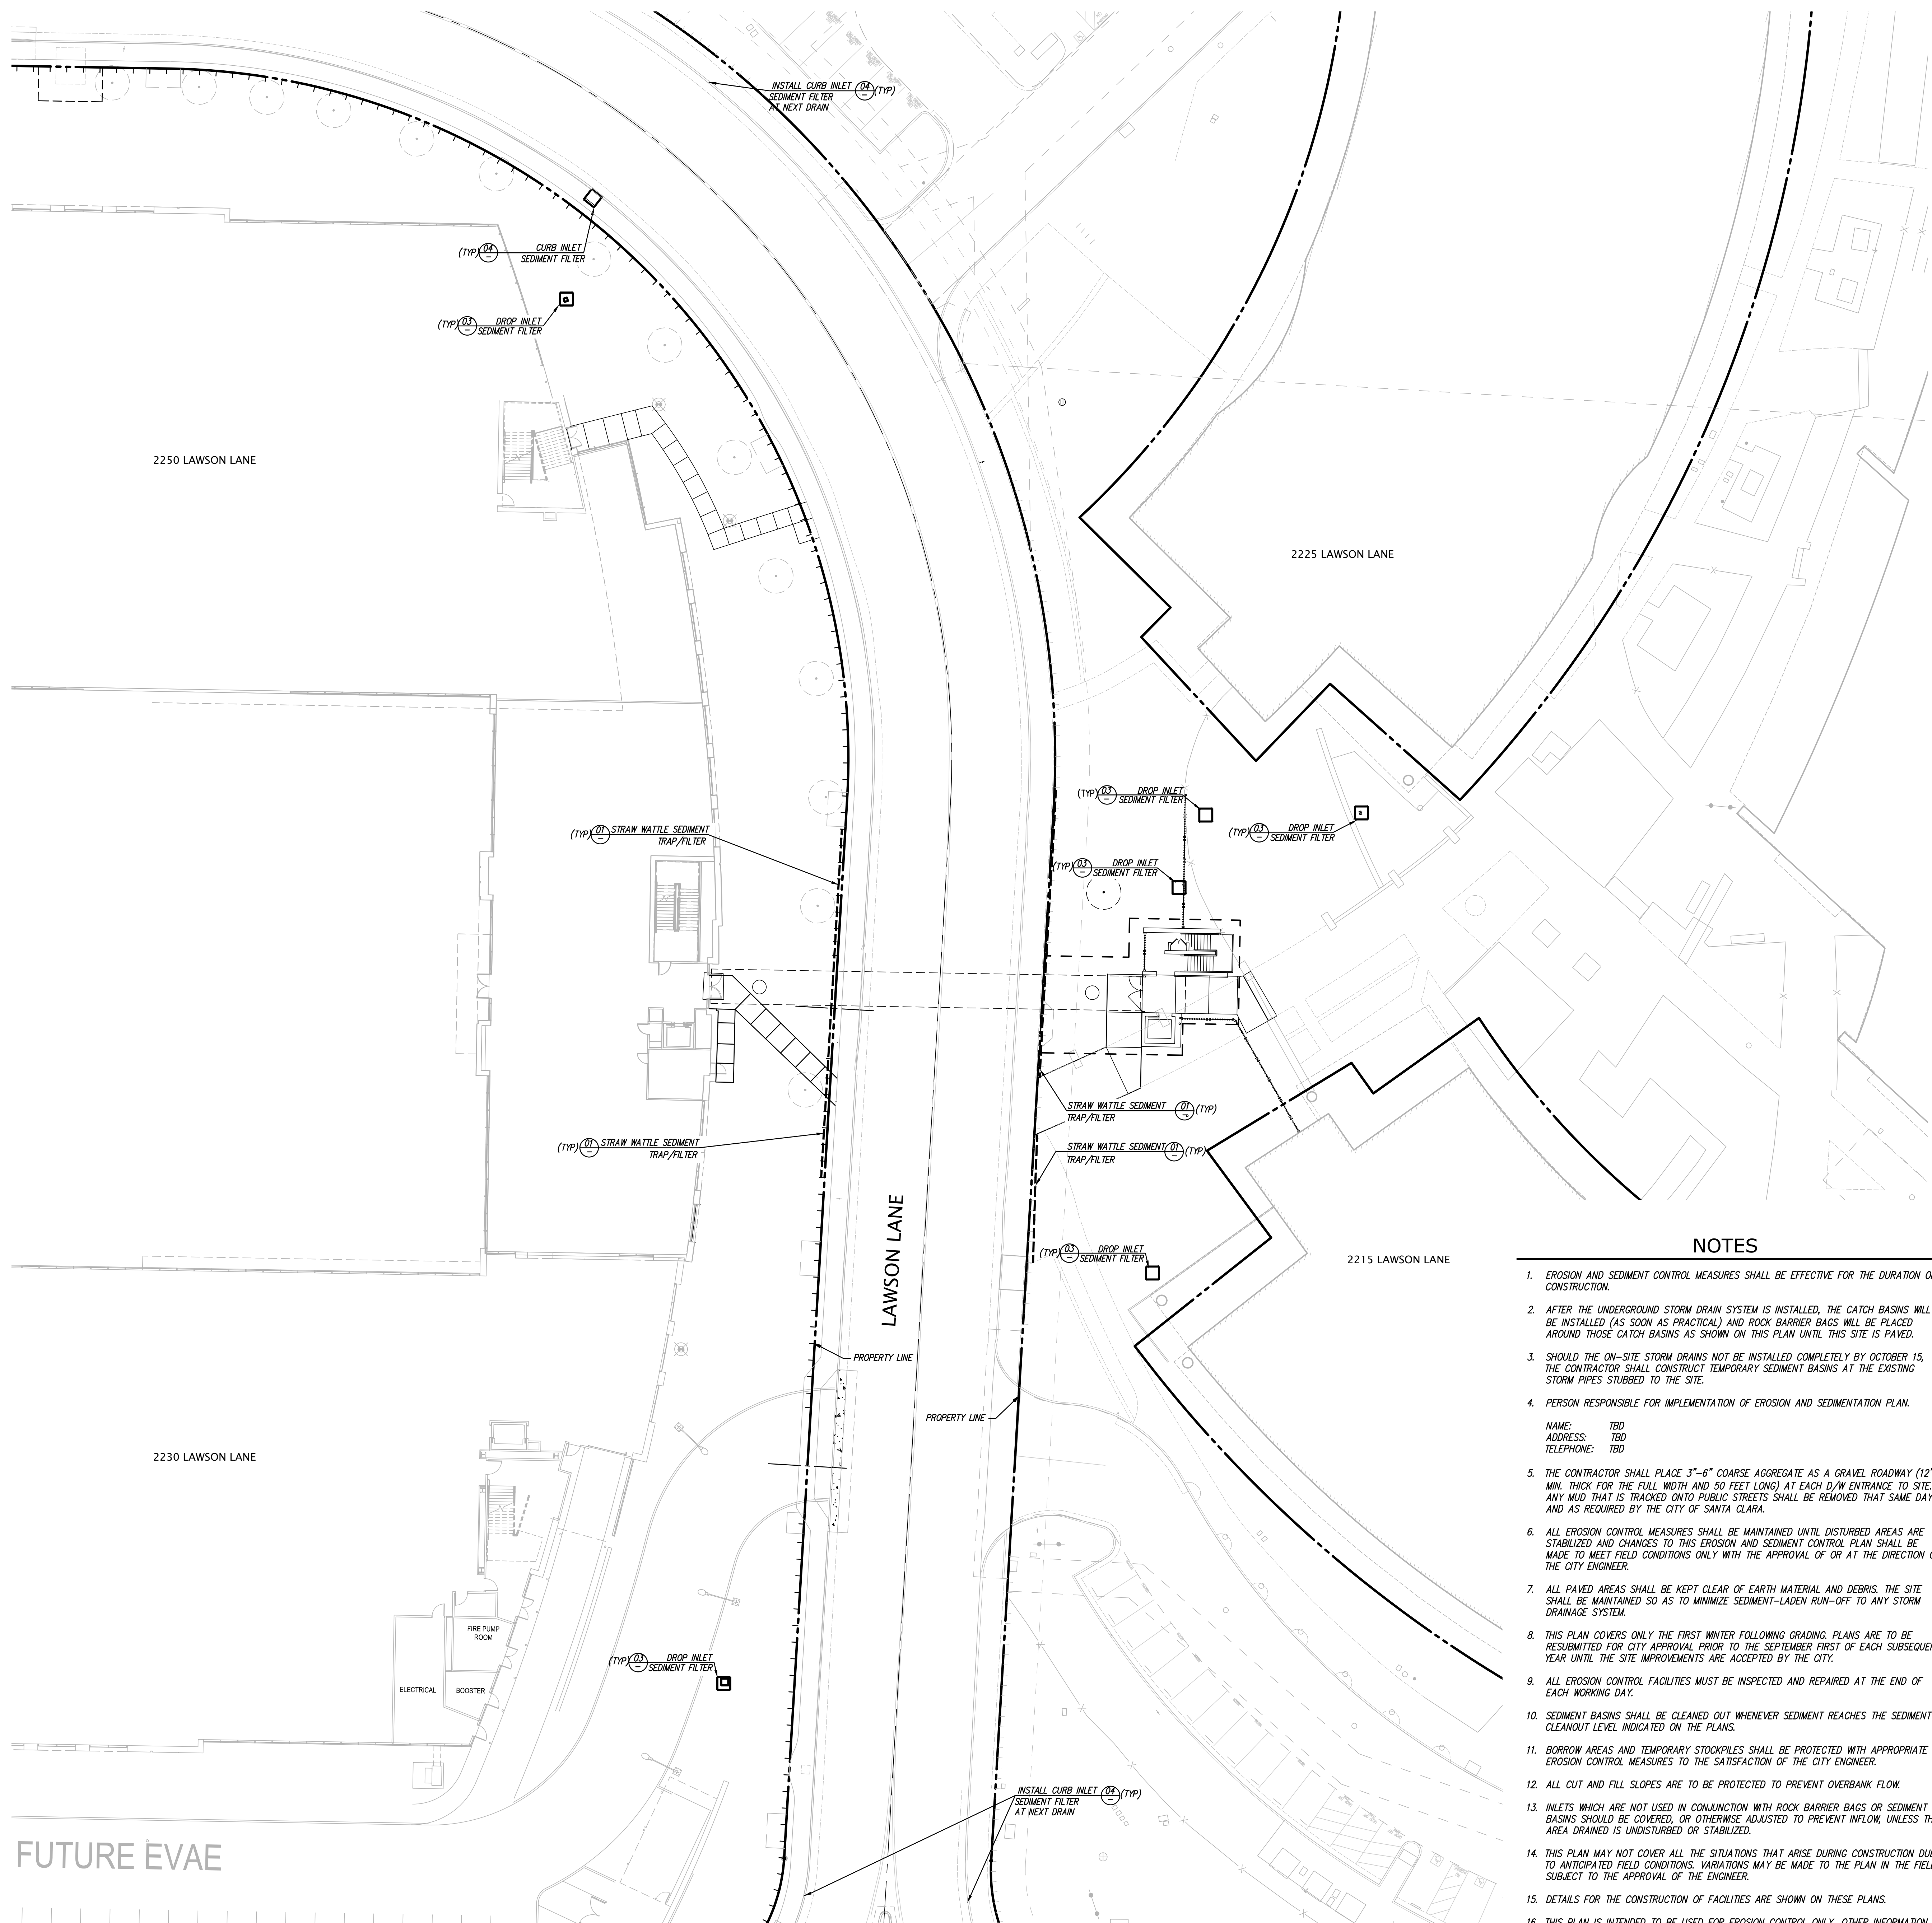 INSTALL CURB INLET 04 (TYP)
SEDIMENT FILTER –
AT NEXT DRAIN
(TYP) 04 CURB INLET
– SEDIMENT FILTER
(TYP) 03 DROP INLET
– SEDIMENT FILTER
2250 LAWSON LANE
2225 LAWSON LANE
(TYP) 03 DROP INLET
– SEDIMENT FILTER
(TYP) 03 DROP INLET
– SEDIMENT FILTER
(TYP) 01 STRAW WATTLE SEDIMENT
– TRAP/FILTER
(TYP) 03 DROP INLET
– SEDIMENT FILTER
STRAW WATTLE SEDIMENT 01 (TYP)
TRAP/FILTER
(TYP) 01 STRAW WATTLE SEDIMENT
– TRAP/FILTER
STRAW WATTLE SEDIMENT 01 (TYP)
TRAP/FILTER –
LAWSON LANE
(TYP) 03 DROP INLET
– SEDIMENT FILTER
2215 LAWSON LANE
PROPERTY LINE
PROPERTY LINE
2230 LAWSON LANE
FIRE PUMP
ROOM
ELECTRICAL
BOOSTER
(TYP) 03 DROP INLET
– SEDIMENT FILTER
INSTALL CURB INLET 04 (TYP)
SEDIMENT FILTER –
AT NEXT DRAIN
FUTURE EVAE
NOTES
1. EROSION AND SEDIMENT CONTROL MEASURES SHALL BE EFFECTIVE FOR THE DURATION
CONSTRUCTION.
2. AFTER THE UNDERGROUND STORM DRAIN SYSTEM IS INSTALLED, THE CATCH BASINS WILL
BE INSTALLED (AS SOON AS PRACTICAL) AND ROCK BARRIER BAGS WILL BE PLACED
AROUND THOSE CATCH BASINS AS SHOWN ON THIS PLAN UNTIL THIS SITE IS PAVED.
3. SHOULD THE ON-SITE STORM DRAINS NOT BE INSTALLED COMPLETELY BY OCTOBER 15,
THE CONTRACTOR SHALL CONSTRUCT TEMPORARY SEDIMENT BASINS AT THE EXISTING
STORM PIPES STUBBED TO THE SITE.
4. PERSON RESPONSIBLE FOR IMPLEMENTATION OF EROSION AND SEDIMENTATION PLAN.
NAME: TBD
ADDRESS: TBD
TELEPHONE: TBD
5. THE CONTRACTOR SHALL PLACE 3"-6" COARSE AGGREGATE AS A GRAVEL ROADWAY (12"
MIN. THICK FOR THE FULL WIDTH AND 50 FEET LONG) AT EACH D/W ENTRANCE TO SITE.
ANY MUD THAT IS TRACKED ONTO PUBLIC STREETS SHALL BE REMOVED THAT SAME DAY
AND AS REQUIRED BY THE CITY OF SANTA CLARA.
6. ALL EROSION CONTROL MEASURES SHALL BE MAINTAINED UNTIL DISTURBED AREAS ARE
STABILIZED AND CHANGES TO THIS EROSION AND SEDIMENT CONTROL PLAN SHALL BE
MADE TO MEET FIELD CONDITIONS ONLY WITH THE APPROVAL OF OR AT THE DIRECTION
THE CITY ENGINEER.
7. ALL PAVED AREAS SHALL BE KEPT CLEAR OF EARTH MATERIAL AND DEBRIS. THE SITE
SHALL BE MAINTAINED SO AS TO MINIMIZE SEDIMENT-LADEN RUN-OFF TO ANY STORM
DRAINAGE SYSTEM.
8. THIS PLAN COVERS ONLY THE FIRST WINTER FOLLOWING GRADING. PLANS ARE TO BE
RESUBMITTED FOR CITY APPROVAL PRIOR TO THE SEPTEMBER FIRST OF EACH
YEAR UNTIL THE SITE IMPROVEMENTS ARE ACCEPTED BY THE CITY.
9. ALL EROSION CONTROL FACILITIES MUST BE INSPECTED AND REPAIRED AT THE END OF
EACH WORKING DAY.
10. SEDIMENT BASINS SHALL BE CLEANED OUT WHENEVER SEDIMENT REACHES THE SEDIMENT
CLEANOUT LEVEL INDICATED ON THE PLANS.
11. BORROW AREAS AND TEMPORARY STOCKPILES SHALL BE PROTECTED WITH APPROPRIATE
EROSION CONTROL MEASURES TO THE SATISFACTION OF THE CITY ENGINEER.
12. ALL CUT AND FILL SLOPES ARE TO BE PROTECTED TO PREVENT OVERBANK FLOW.
13. INLETS WHICH ARE NOT USED IN CONJUNCTION WITH ROCK BARRIER BAGS OR SEDIMENT
BASINS SHOULD BE COVERED, OR OTHERWISE ADJUSTED TO PREVENT INFLOW, UNLESS
AREA DRAINED IS UNDISTURBED OR STABILIZED.
14. THIS PLAN MAY NOT COVER ALL THE SITUATIONS THAT ARISE DURING CONSTRUCTION
TO ANTICIPATED FIELD CONDITIONS. VARIATIONS MAY BE MADE TO THE PLAN IN THE
SUBJECT TO THE APPROVAL OF THE ENGINEER.
15. DETAILS FOR THE CONSTRUCTION OF FACILITIES ARE SHOWN ON THESE PLANS.
16. THIS PLAN IS INTENDED TO BE USED FOR EROSION CONTROL ONLY. OTHER INFORMATION